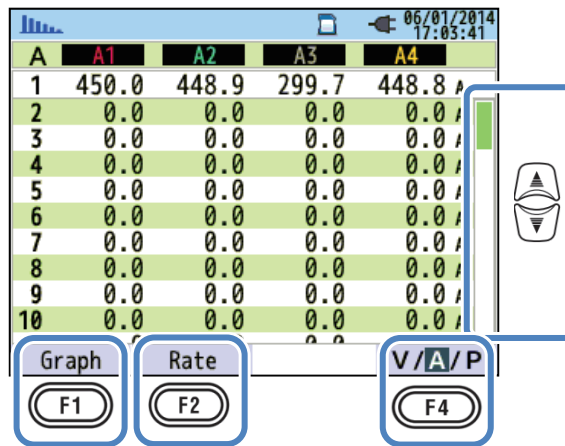 06/01/2014
17:03:41
A A1 A2 A3 A4
1 450.0 448.9 299.7 448.8 A
2 0.0 0.0 0.0 0.0 A
3 0.0 0.0 0.0 0.0 A
4 0.0 0.0 0.0 0.0 A
5 0.0 0.0 0.0 0.0 A
6 0.0 0.0 0.0 0.0 A
7 0.0 0.0 0.0 0.0 A
8 0.0 0.0 0.0 0.0 A
9 0.0 0.0 0.0 0.0 A
10 0.0 0.0 0.0 0.0 A
Graph Rate V/A/P
F1 F2 F4